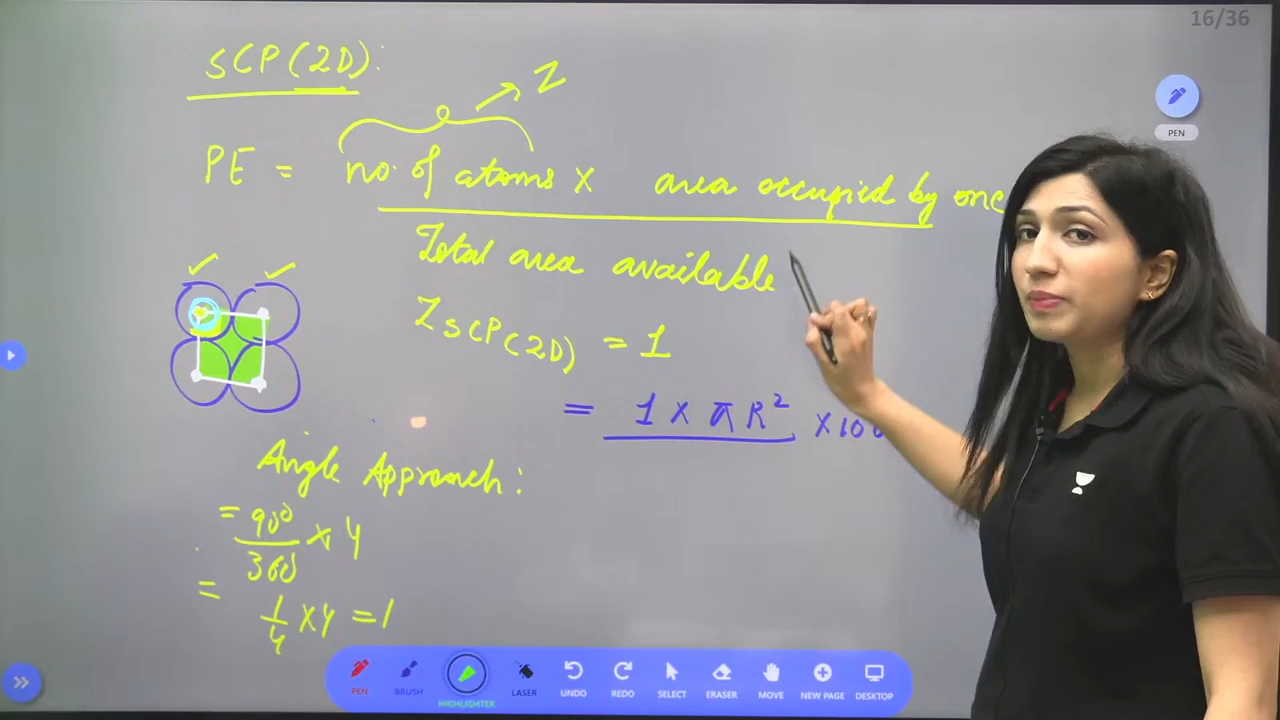 16/36
SCP(2D):
Z
PE = no. of atoms × area occupied by one
Total area available
Z SCP(2D) = 1
= 1 × πR² × 100
Angle Approach:
= 90°/360° × 4
= 1/4 × 4 = 1
PEN
PEN
BRUSH
HIGHLIGHTER
LASER
UNDO
REDO
SELECT
ERASER
MOVE
NEW PAGE
DESKTOP